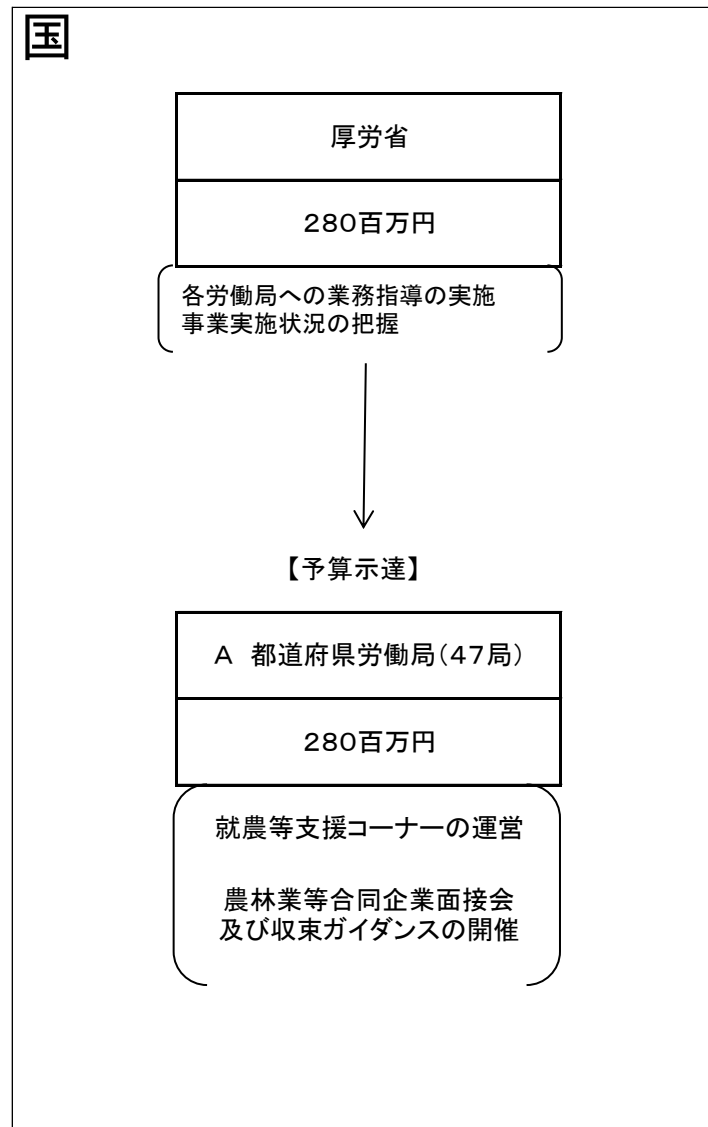 国
厚労省
280百万円
各労働局への業務指導の実施
事業実施状況の把握
【予算示達】
A 都道府県労働局(47局)
280百万円
就農等支援コーナーの運営
農林業等合同企業面接会
及び収束ガイダンスの開催